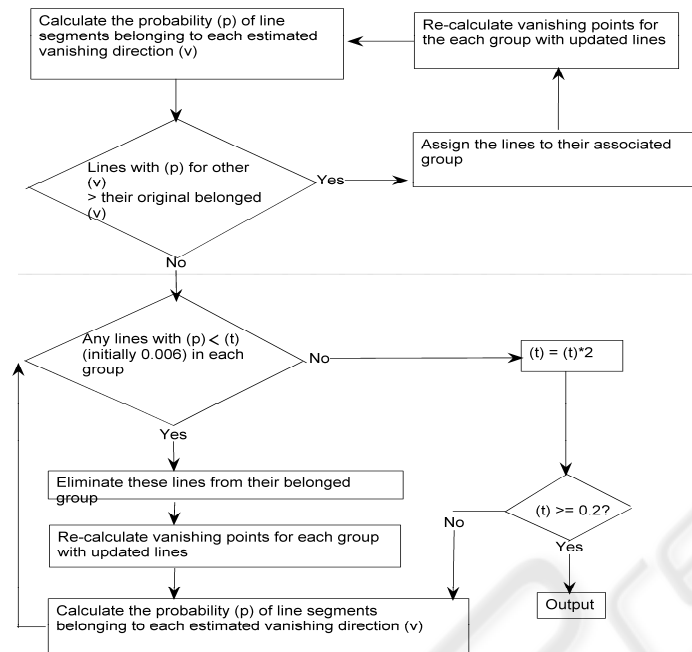 Calculate the probability (p) of line
segments belonging to each estimated
vanishing direction (v)
Re-calculate vanishing points for
the each group with updated lines
Lines with (p) for other
(v)
> their original belonged
(v)
Yes
Assign the lines to their associated
group
No
Any lines with (p) < (t)
(initially 0.006) in each
group
No
(t) = (t)*2
Yes
Eliminate these lines from their belonged
group
(t) >= 0.2?
No
Yes
Re-calculate vanishing points for each group
with updated lines
Output
Calculate the probability (p) of line segments
belonging to each estimated vanishing direction (v)